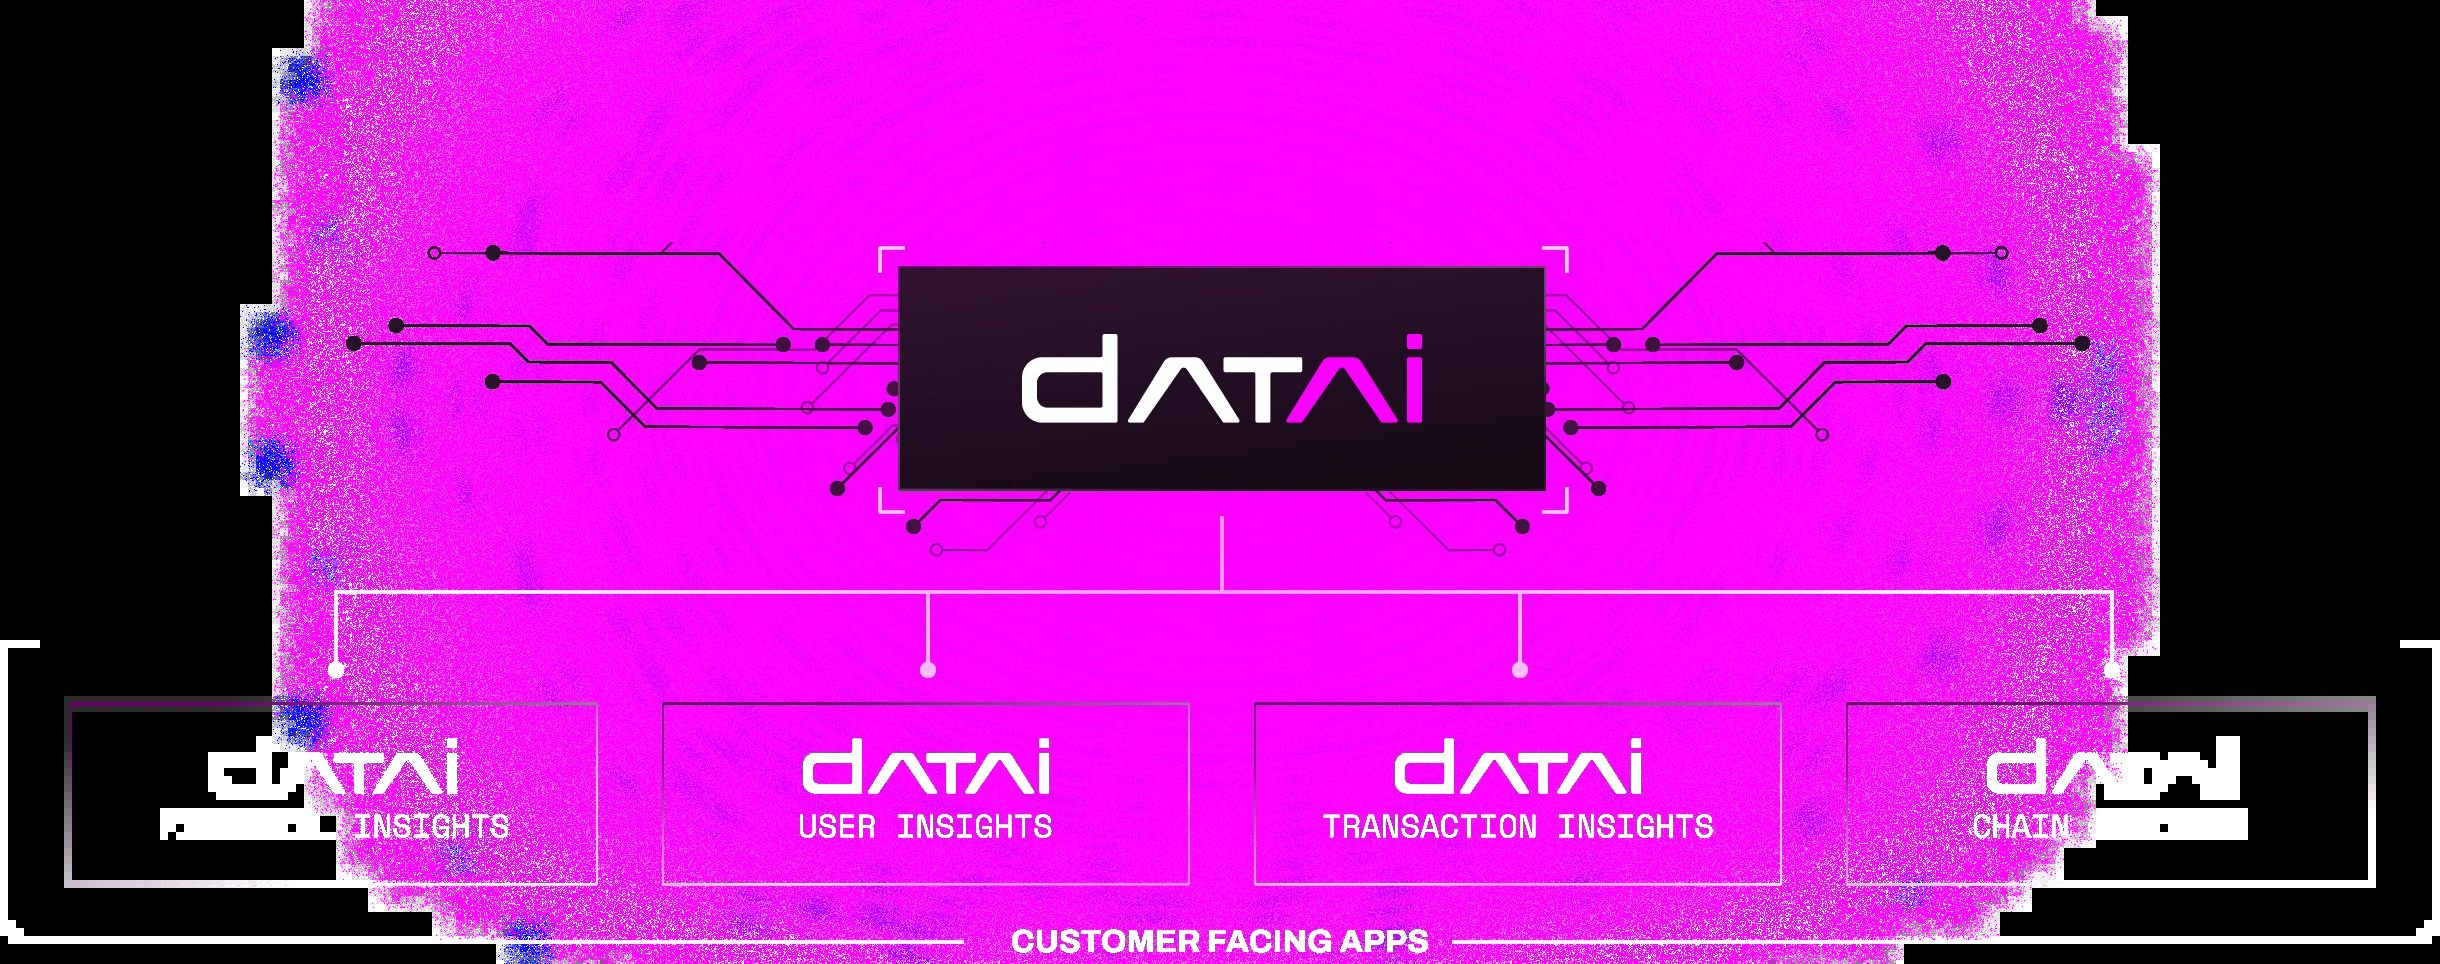 dATAi
dATAi
INSIGHTS
dATAi
USER INSIGHTS
dATAi
TRANSACTION INSIGHTS
CHAIN
CUSTOMER FACING APPS